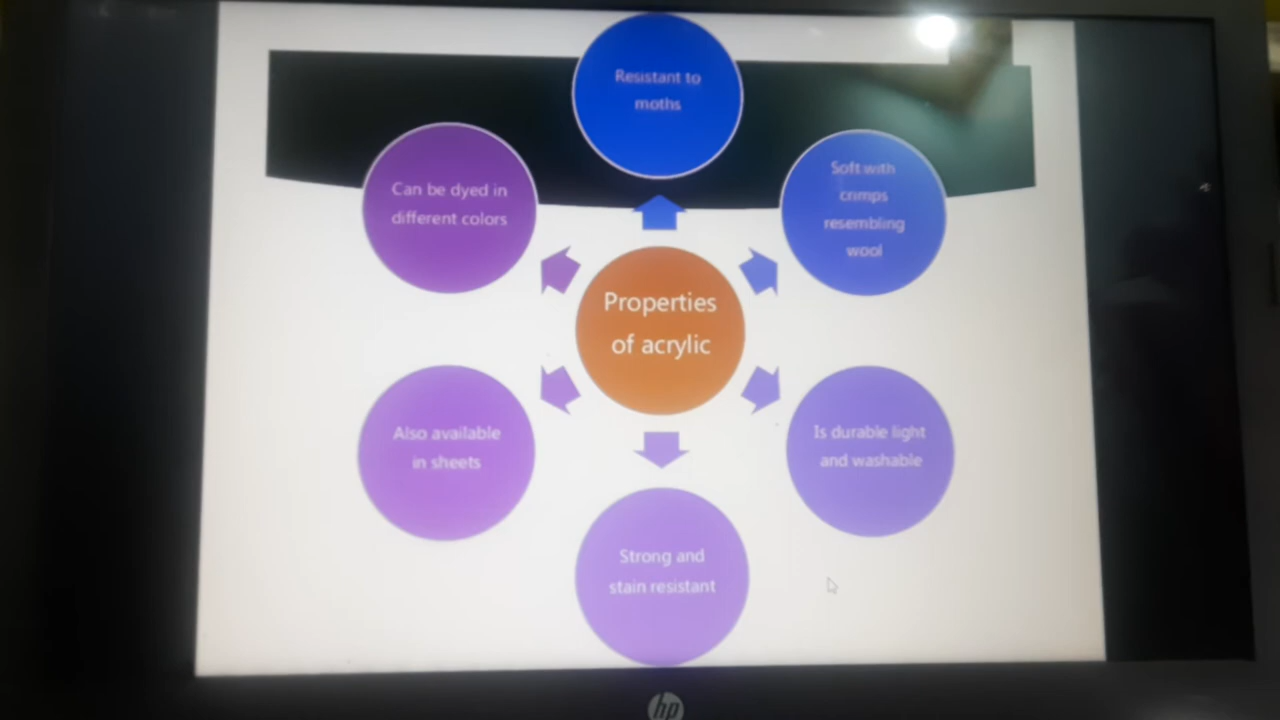 Resistant to
moths
Soft with
crimps
resembling
wool
Can be dyed in
different colors
Properties
of acrylic
Also available
in sheets
Is durable light
and washable
Strong and
stain resistant
hp